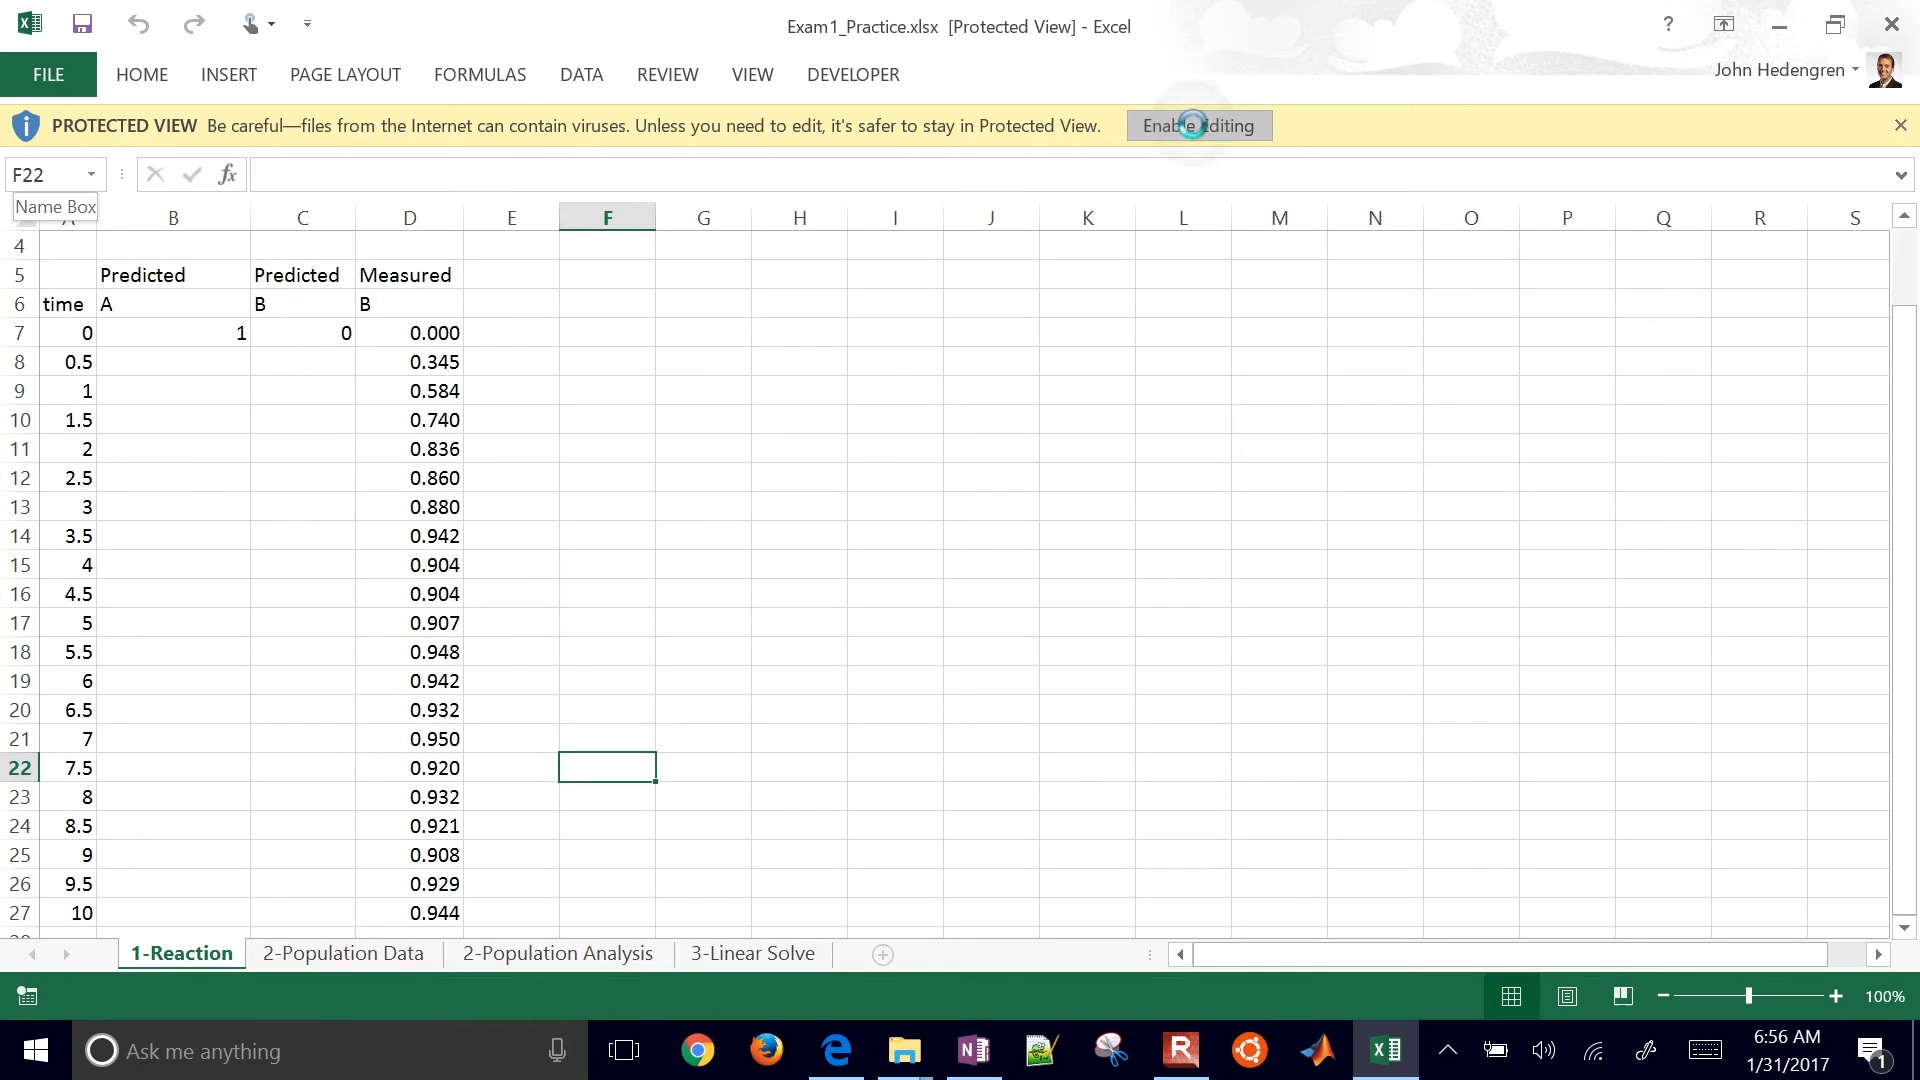 Exam1_Practice.xlsx [Protected View] - Excel
?
FILE HOME INSERT PAGE LAYOUT FORMULAS DATA REVIEW VIEW DEVELOPER
John Hedengren
PROTECTED VIEW Be careful—files from the Internet can contain viruses. Unless you need to edit, it's safer to stay in Protected View. Enable Editing
F22 fx
Name Box
B C D E F G H I J K L M N O P Q R S
4
5 Predicted Predicted Measured
6 time A B B
7 0 1 0 0.000
8 0.5 0.345
9 1 0.584
10 1.5 0.740
11 2 0.836
12 2.5 0.860
13 3 0.880
14 3.5 0.942
15 4 0.904
16 4.5 0.904
17 5 0.907
18 5.5 0.948
19 6 0.942
20 6.5 0.932
21 7 0.950
22 7.5 0.920
23 8 0.932
24 8.5 0.921
25 9 0.908
26 9.5 0.929
27 10 0.944
1-Reaction 2-Population Data 2-Population Analysis 3-Linear Solve
100%
Ask me anything
6:56 AM
1/31/2017
1